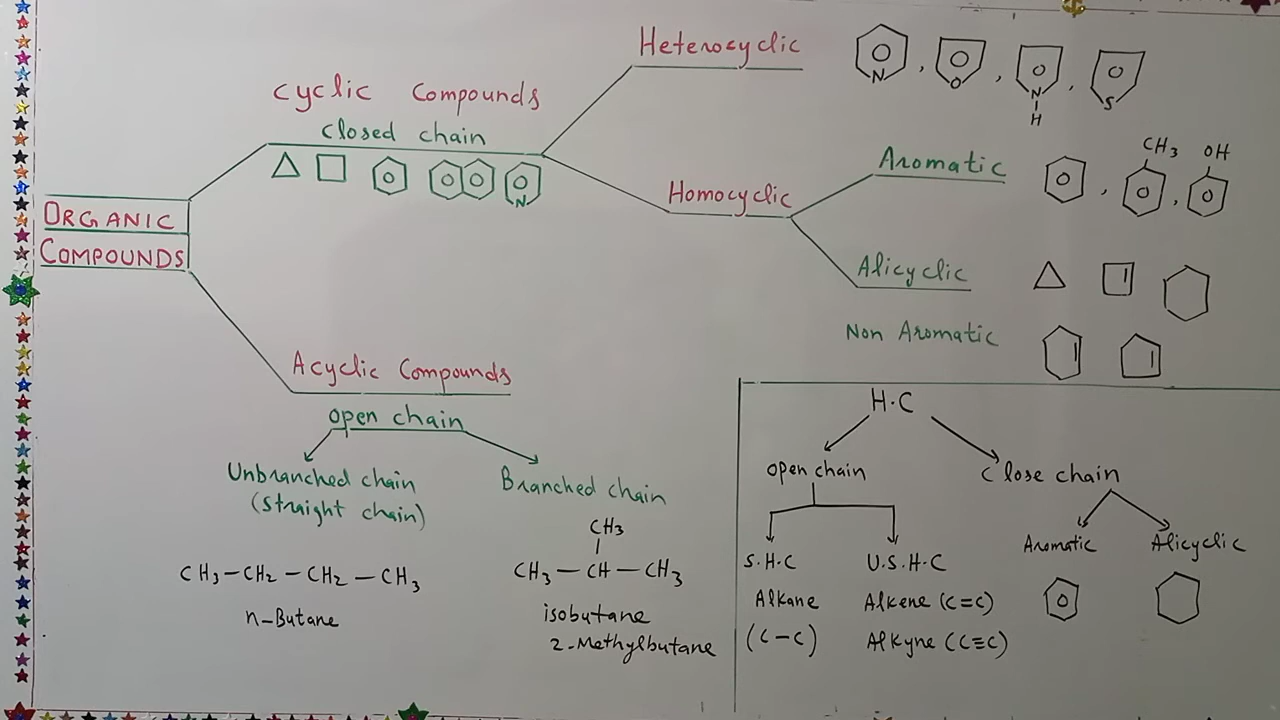 ORGANIC
COMPOUNDS
Cyclic Compounds
Closed chain
N
Heterocyclic
N , O , N , S
H
Homocyclic
Aromatic
CH3 OH
Alicyclic
Non Aromatic
Acyclic Compounds
open chain
Unbranched chain
(Straight chain)
CH3-CH2-CH2-CH3
n-Butane
Branched chain
CH3
CH3-CH-CH3
isobutane
2-Methylbutane
H.C
open chain
S.H.C
Alkane
(C-C)
U.S.H.C
Alkene (C=C)
Alkyne (C≡C)
Close chain
Aromatic
Alicyclic